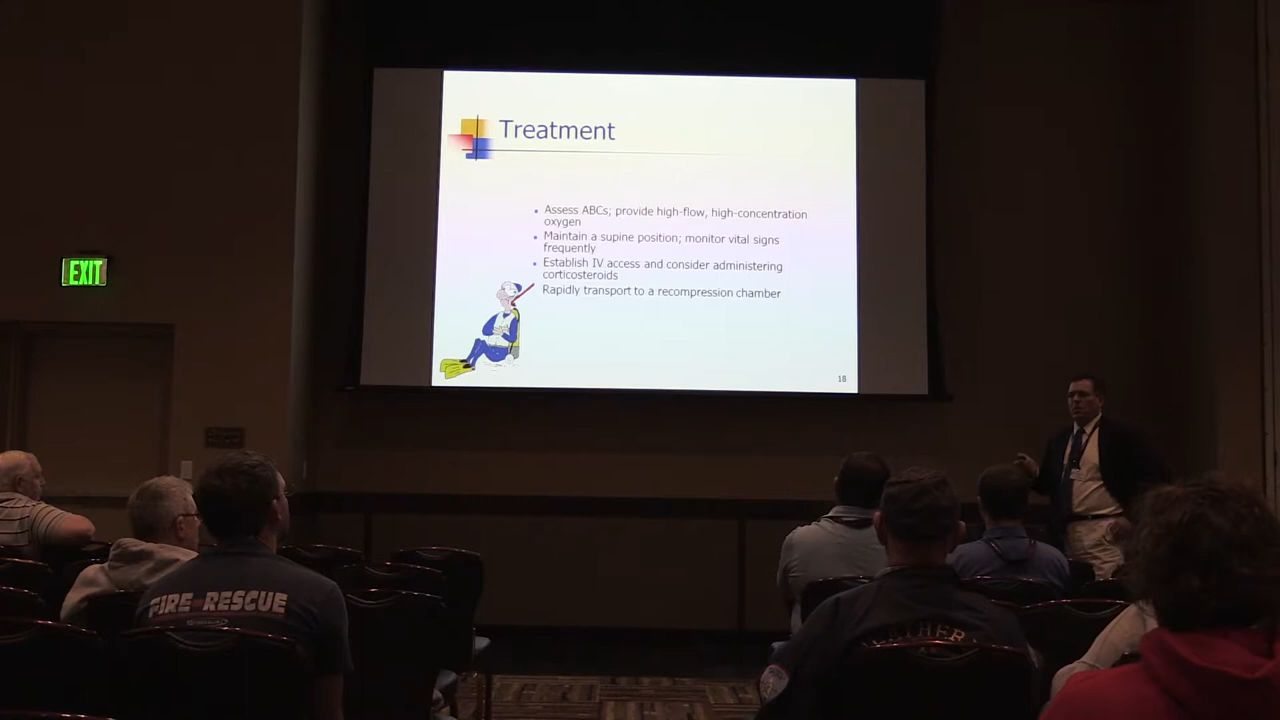 Treatment
Assess ABCs; provide high-flow, high-concentration
oxygen
Maintain a supine position; monitor vital signs
frequently
Establish IV access and consider administering
corticosteroids
Rapidly transport to a recompression chamber
18
EXIT
FIRE RESCUE